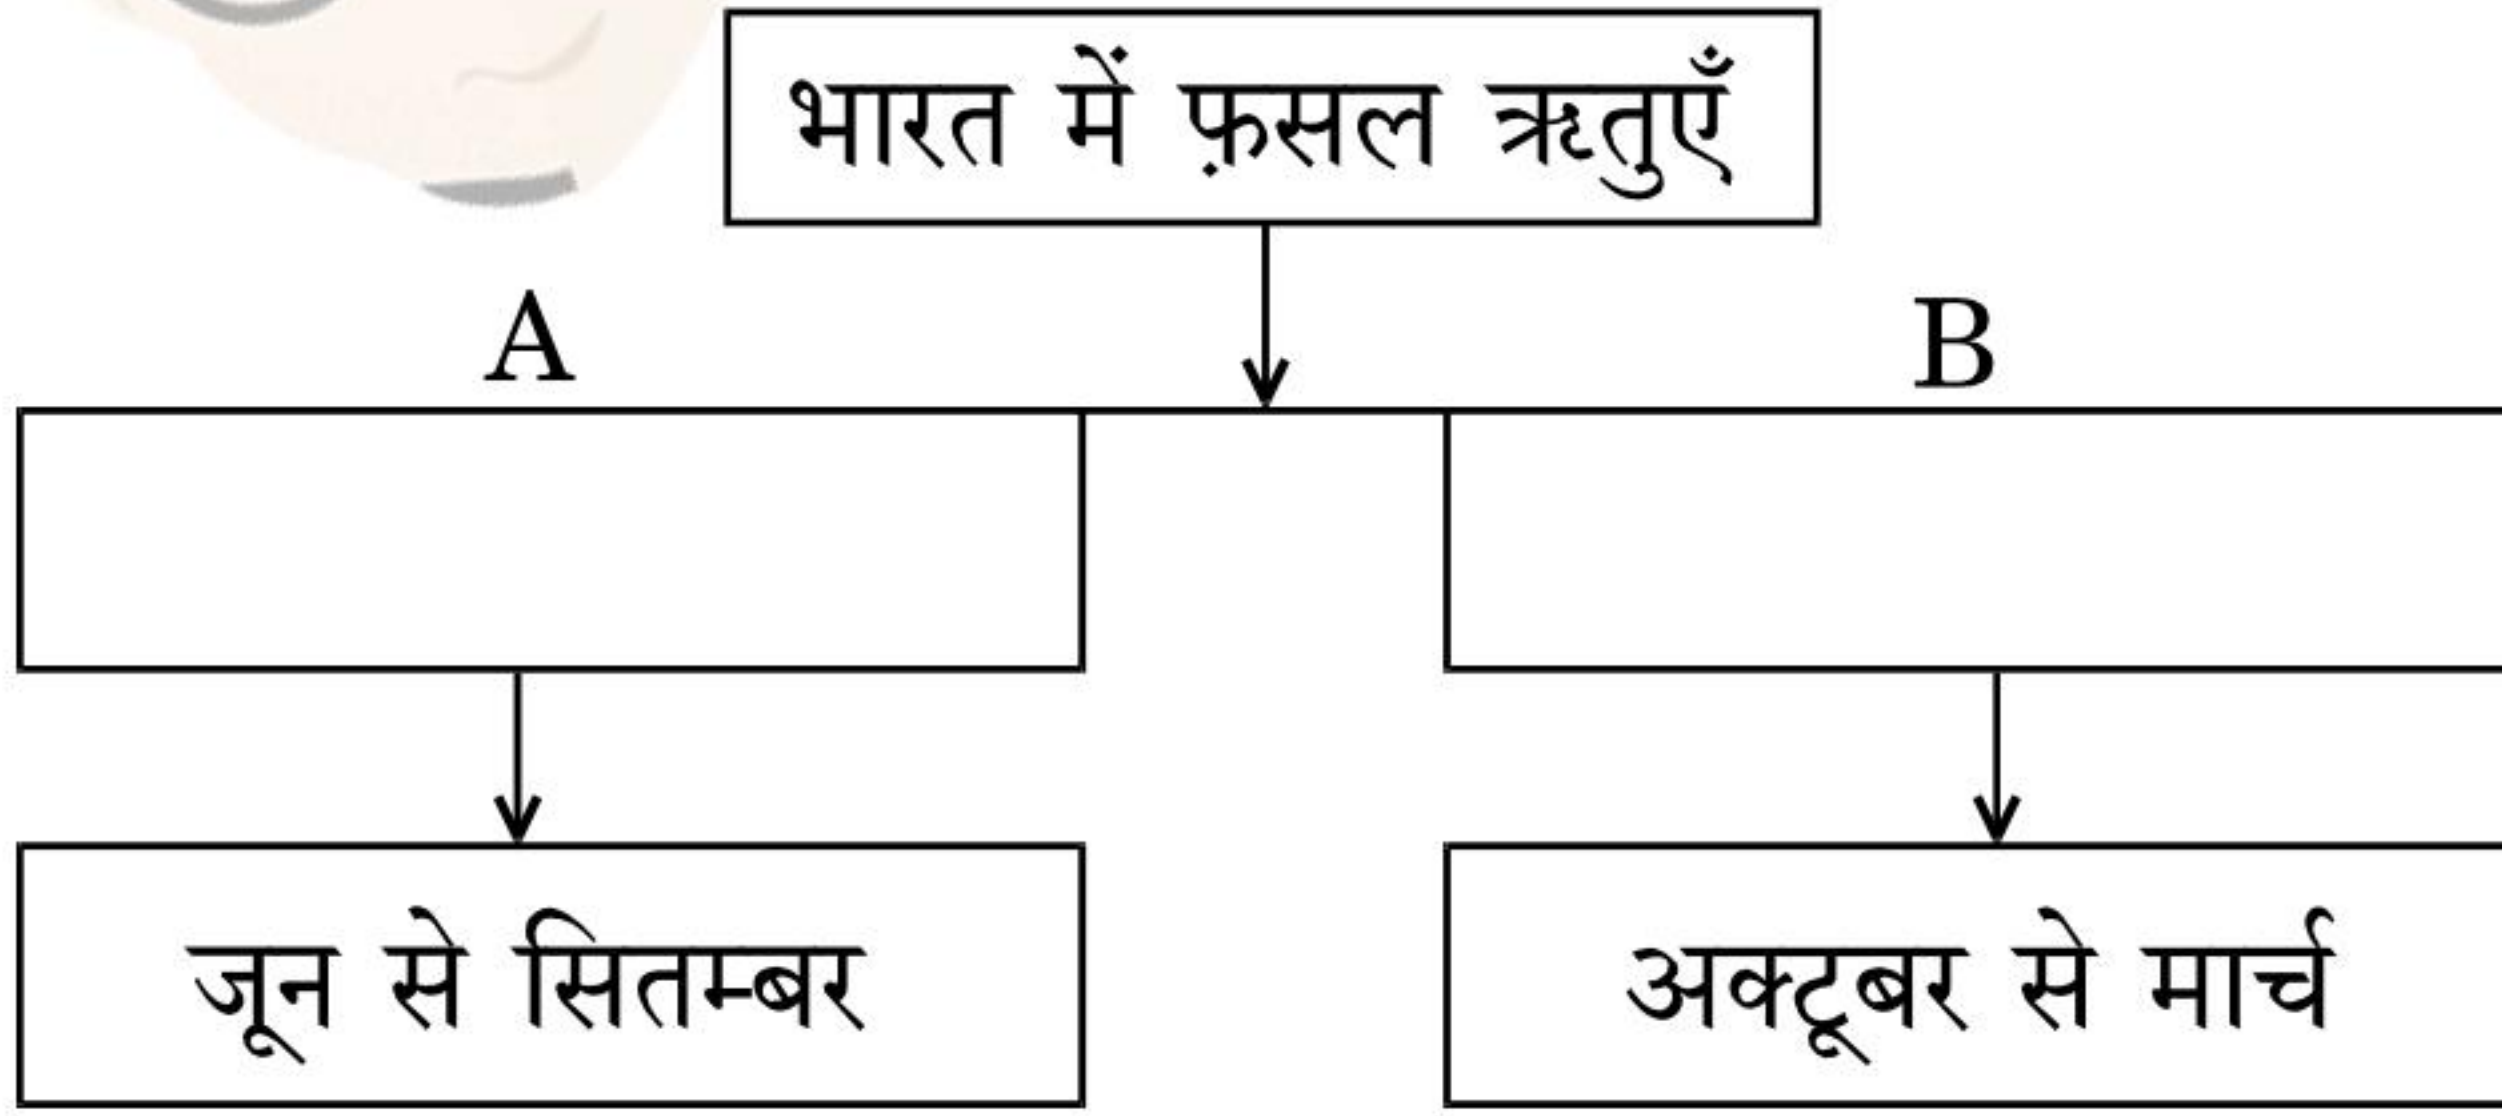 भारत में फ़सल ऋतुएँ
A
B
जून से सितम्बर
अक्टूबर से मार्च